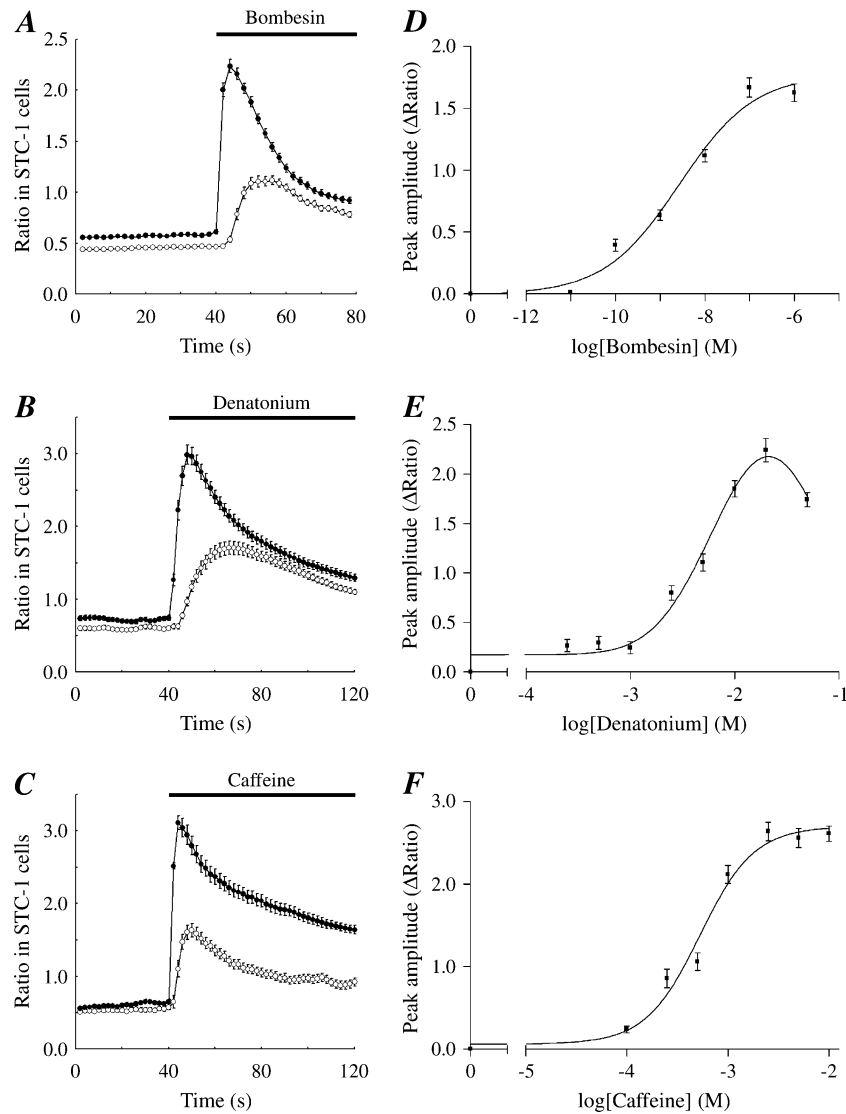 A
Bombesin
Ratio in STC-1 cells
2.5
2.0
1.5
1.0
0.5
0.0
0 20 40 60 80
Time (s)
D
Peak amplitude (ΔRatio)
2.0
1.5
1.0
0.5
0.0
0 -12 -10 -8 -6
log[Bombesin] (M)
B
Denatonium
Ratio in STC-1 cells
3.0
2.0
1.0
0.0
0 40 80 120
Time (s)
E
Peak amplitude (ΔRatio)
2.5
2.0
1.5
1.0
0.5
0.0
0 -4 -3 -2 -1
log[Denatonium] (M)
C
Caffeine
Ratio in STC-1 cells
3.0
2.0
1.0
0.0
0 40 80 120
Time (s)
F
Peak amplitude (ΔRatio)
3.0
2.0
1.0
0.0
0 -5 -4 -3 -2
log[Caffeine] (M)